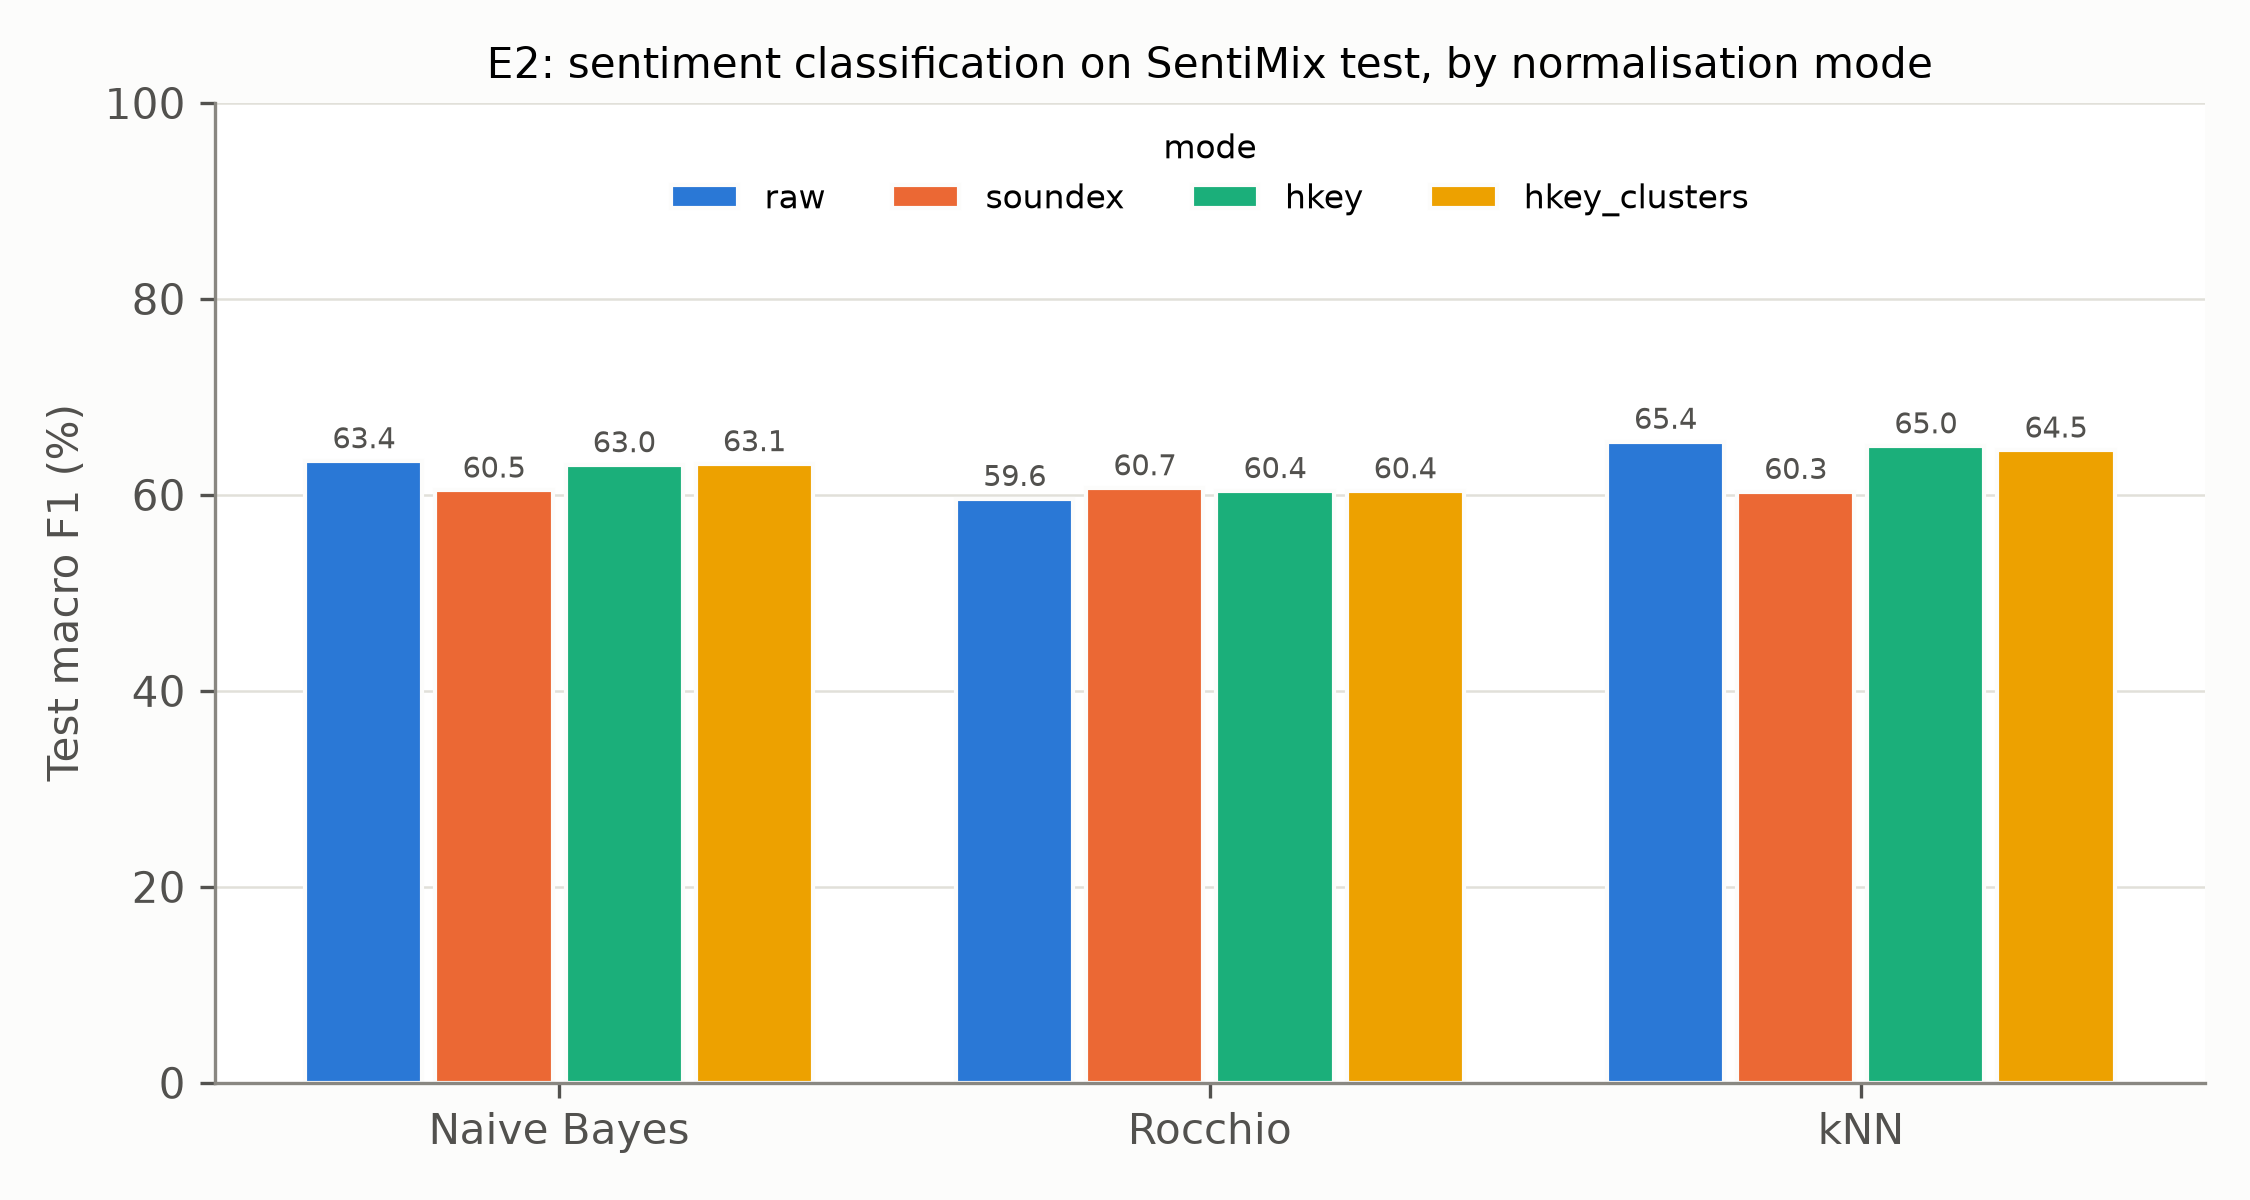 E2: sentiment classification on SentiMix test, by normalisation mode
100
mode
raw soundex hkey hkey_clusters
80
65.4 65.0 64.5
63.4 63.0 63.1
60.5 59.6 60.7 60.4 60.4 60.3
60
Test macro F1 (%)
40
20
0
Naive Bayes Rocchio kNN